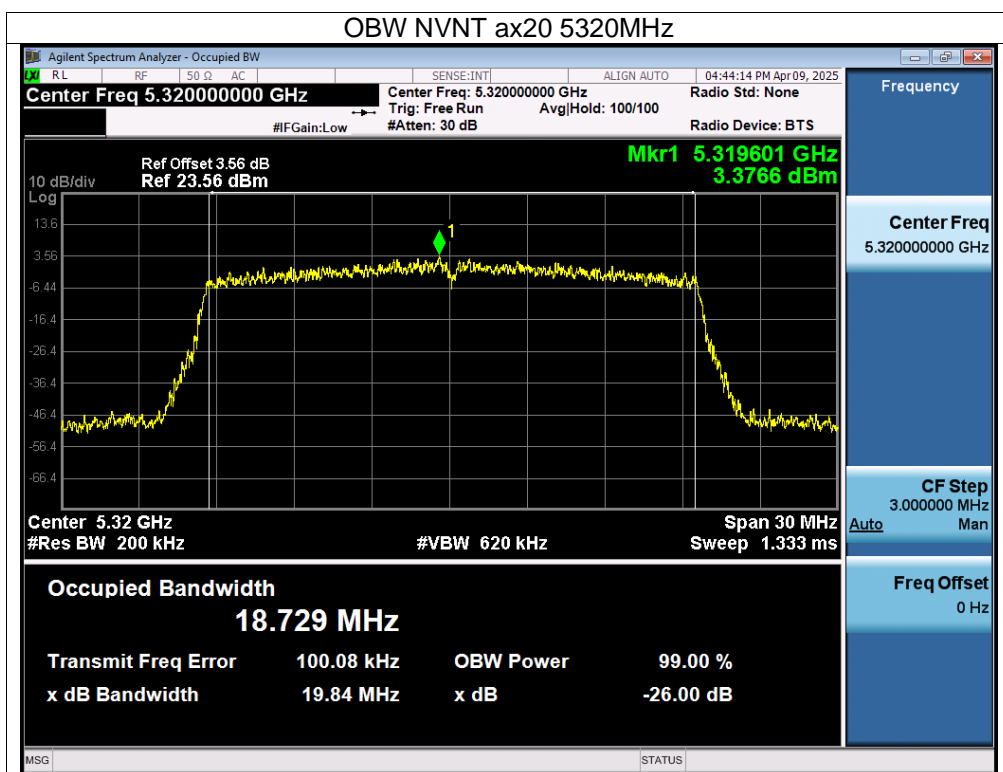 OBW NVNT ax20 5320MHz
Agilent Spectrum Analyzer - Occupied BW
LXI RL RF 50 Ω AC SENSE:INT ALIGN AUTO 04:44:14 PM Apr 09, 2025
Center Freq 5.320000000 GHz
Center Freq: 5.320000000 GHz
Radio Std: None
Trig: Free Run Avg|Hold: 100/100
#IFGain:Low #Atten: 30 dB Radio Device: BTS
Mkr1 5.319601 GHz
3.3766 dBm
Ref Offset 3.56 dB
10 dB/div Ref 23.56 dBm
Log
13.6
1
3.56
-6.44
-16.4
-26.4
-36.4
-46.4
-56.4
-66.4
Center 5.32 GHz Span 30 MHz
#Res BW 200 kHz #VBW 620 kHz Sweep 1.333 ms
Occupied Bandwidth
18.729 MHz
Transmit Freq Error 100.08 kHz OBW Power 99.00 %
x dB Bandwidth 19.84 MHz x dB -26.00 dB
Frequency
Center Freq
5.320000000 GHz
CF Step
3.000000 MHz
Auto Man
Freq Offset
0 Hz
MSG STATUS